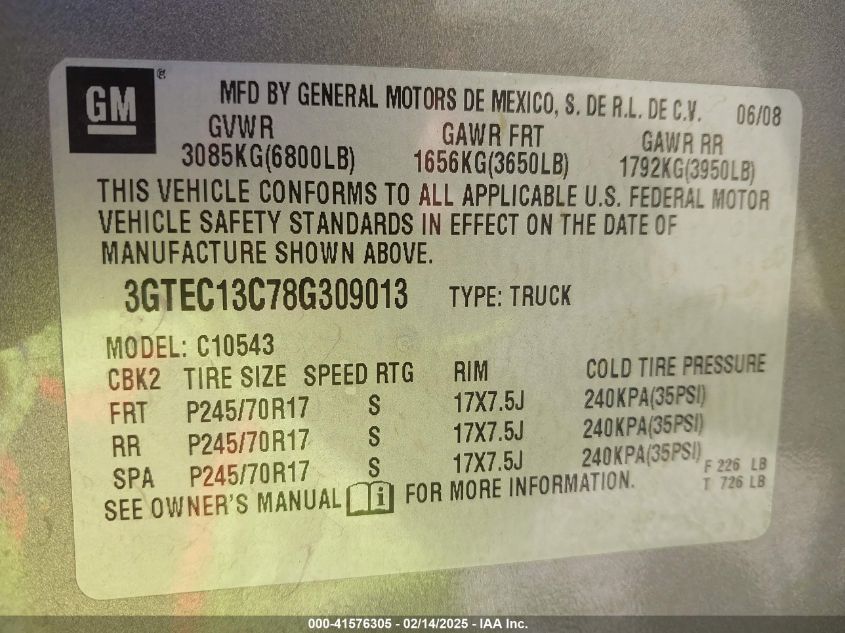 GM ®
MFD BY GENERAL MOTORS DE MEXICO, S. DE R.L. DE C.V. 06/08
GVWR GAWR FRT GAWR RR
3085KG(6800LB) 1656KG(3650LB) 1792KG(3950LB)
THIS VEHICLE CONFORMS TO ALL APPLICABLE U.S. FEDERAL MOTOR
VEHICLE SAFETY STANDARDS IN EFFECT ON THE DATE OF
MANUFACTURE SHOWN ABOVE.
3GTEC13C78G309013 TYPE: TRUCK
MODEL: C10543
CBK2 TIRE SIZE SPEED RTG RIM COLD TIRE PRESSURE
FRT P245/70R17 S 17X7.5J 240KPA(35PSI)
RR P245/70R17 S 17X7.5J 240KPA(35PSI)
SPA P245/70R17 S 17X7.5J 240KPA(35PSI)
F 226 LB
T 726 LB
SEE OWNER'S MANUAL i FOR MORE INFORMATION.
000-41576305 - 02/14/2025 - IAA Inc.